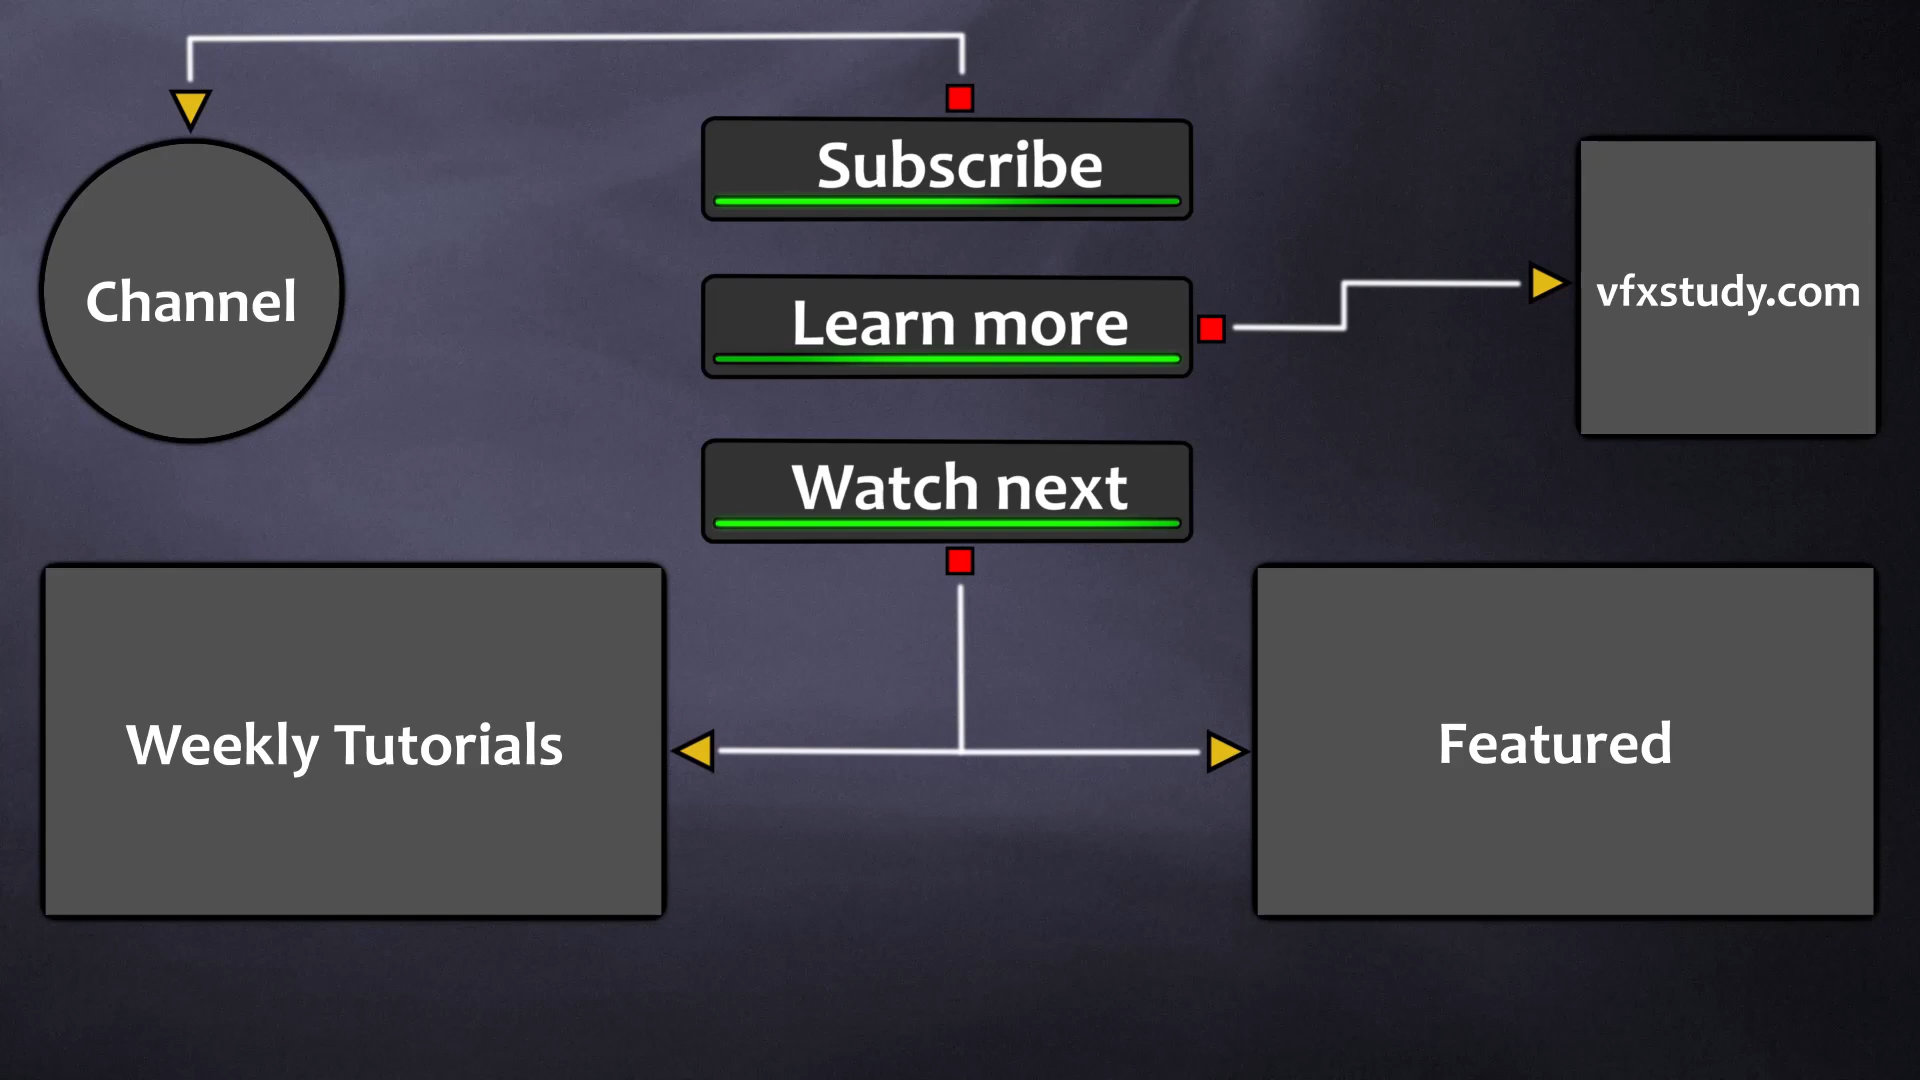 Subscribe
Channel
Learn more
vfxstudy.com
Watch next
Weekly Tutorials
Featured